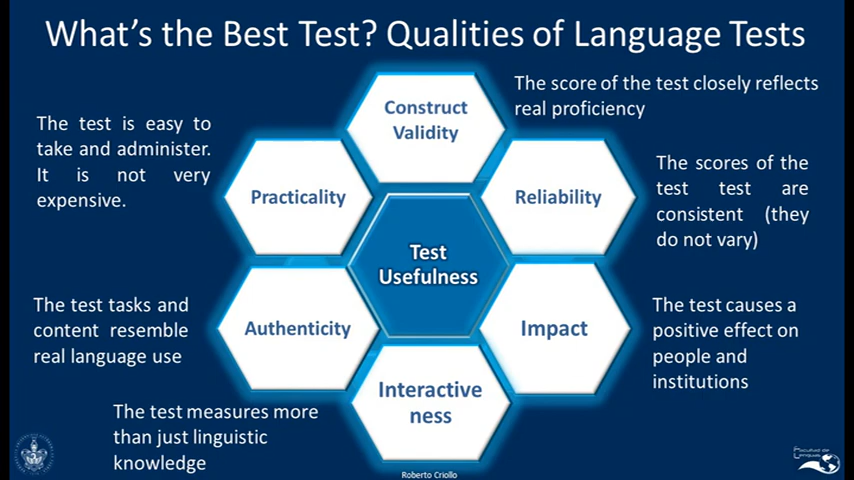 What's the Best Test? Qualities of Language Tests
Construct
Validity
The score of the test closely reflects
real proficiency
The test is easy to
take and administer.
It is not very
expensive.
Practicality
Reliability
The scores of the
test test are
consistent (they
do not vary)
Test
Usefulness
The test tasks and
content resemble
real language use
Authenticity
Impact
The test causes a
positive effect on
people and
institutions
Interactive
ness
The test measures more
than just linguistic
knowledge
Roberto Criollo
Facultad de
Lenguas